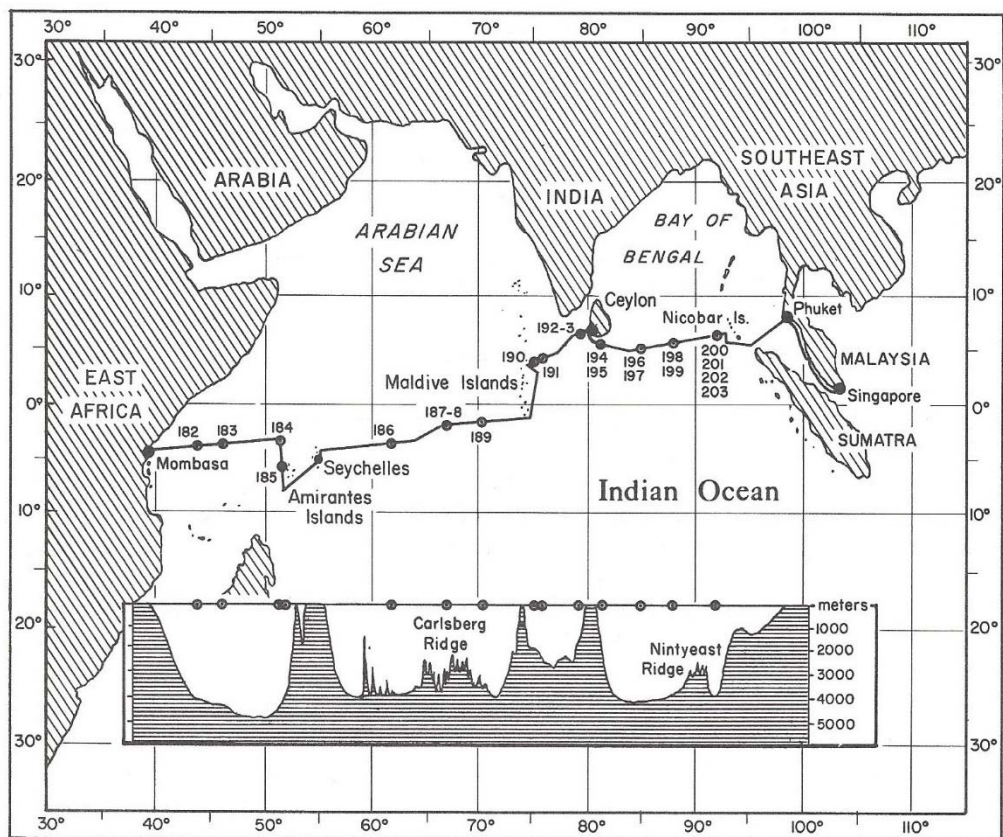 30° 40° 50° 60° 70° 80° 90° 100° 110°
30° 30°
SOUTHEAST
ASIA
ARABIA
INDIA
20° 20°
BAY OF
BENGAL
ARABIAN
SEA
10° 10°
Ceylon
Nicobar Is.
Phuket
192-3
190
191
194
195
196
197
198
199
200
201
202
203
MALAYSIA
Singapore
EAST
AFRICA
Maldive Islands
0° 0°
182 183 184 186 187-8 189
SUMATRA
Mombasa
185
Seychelles
Amirantes
Islands
Indian Ocean
10° 10°
20° 20°
meters
1000
2000
3000
4000
5000
Carlsberg
Ridge
Nintyeast
Ridge
30° 30°
30° 40° 50° 60° 70° 80° 90° 100° 110°